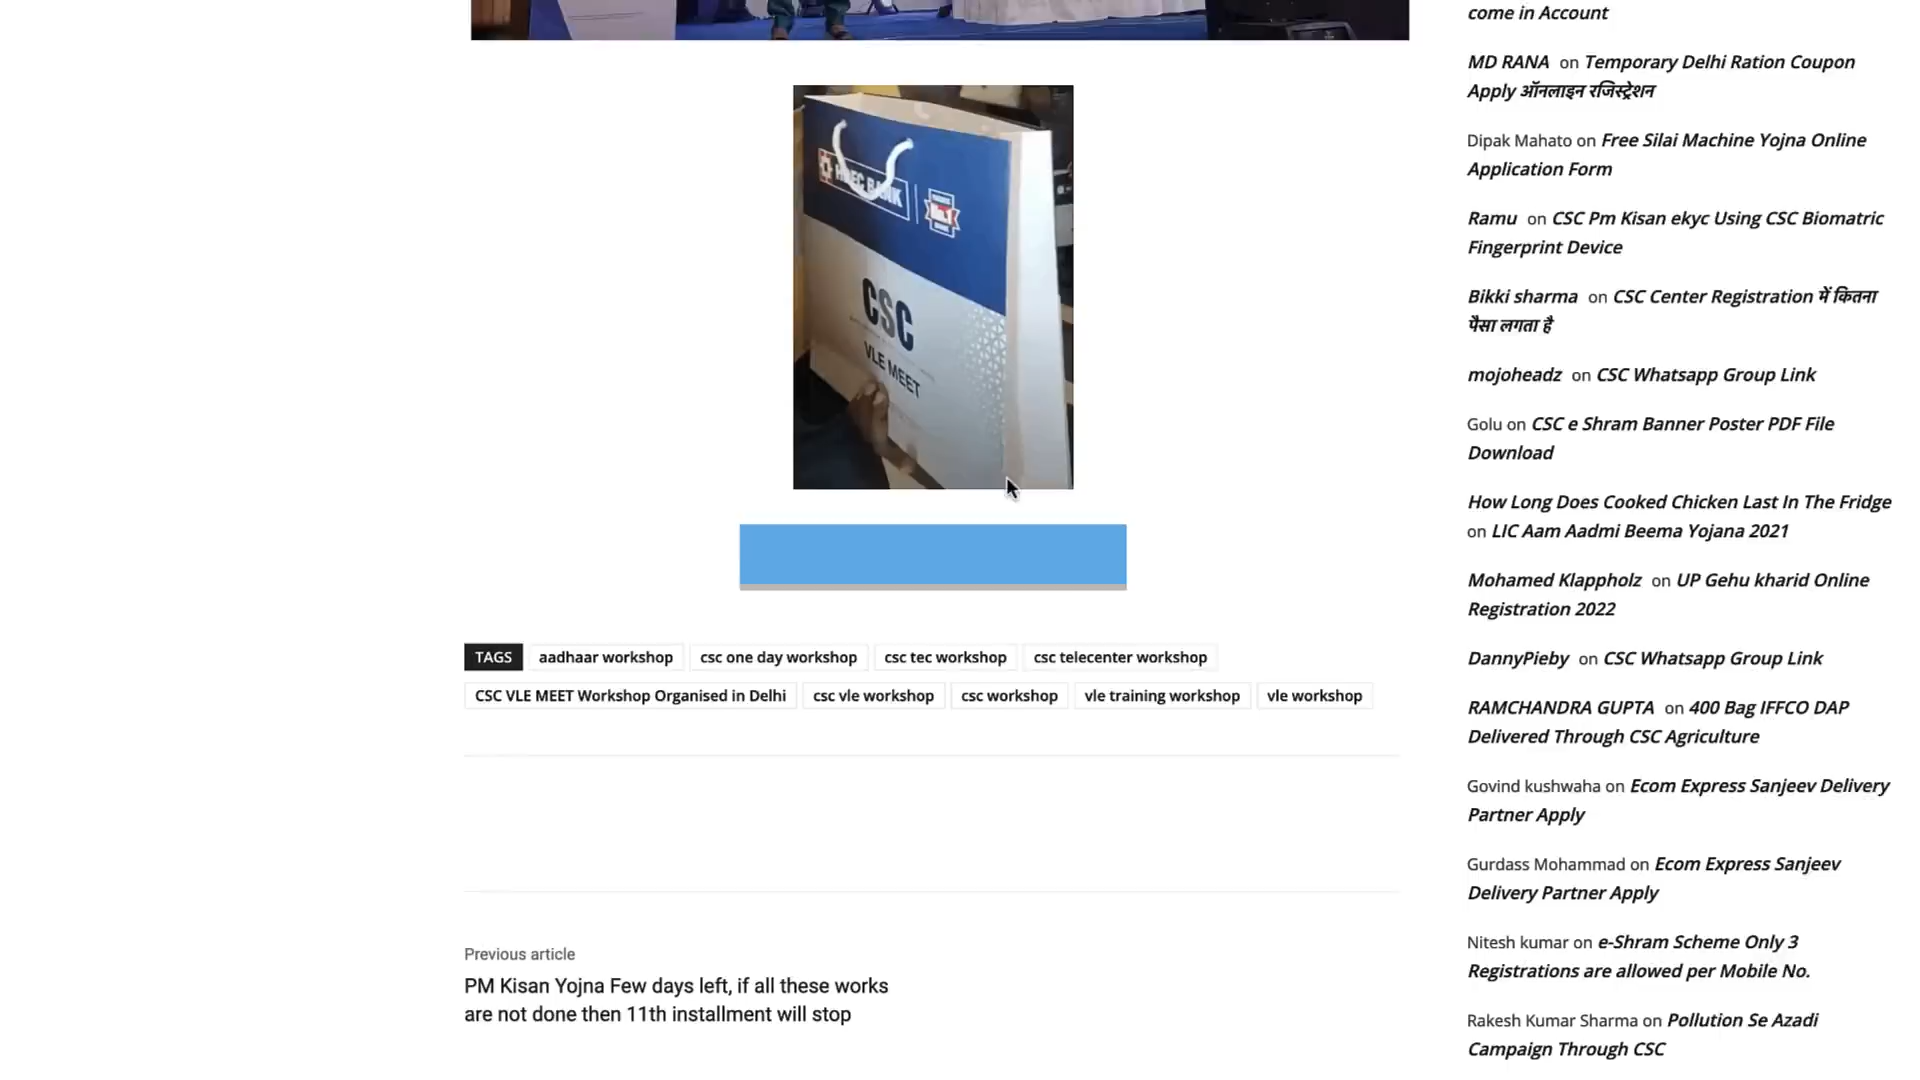 HDFC BANK
CSC
VLE MEET
TAGS aadhaar workshop csc one day workshop csc tec workshop csc telecenter workshop
CSC VLE MEET Workshop Organised in Delhi csc vle workshop csc workshop vle training workshop vle workshop
Previous article
PM Kisan Yojna Few days left, if all these works
are not done then 11th installment will stop
come in Account
MD RANA on Temporary Delhi Ration Coupon
Apply ऑनलाइन रजिस्ट्रेशन
Dipak Mahato on Free Silai Machine Yojna Online
Application Form
Ramu on CSC Pm Kisan ekyc Using CSC Biomatric
Fingerprint Device
Bikki sharma on CSC Center Registration में कितना
पैसा लगता है
mojoheadz on CSC Whatsapp Group Link
Golu on CSC e Shram Banner Poster PDF File
Download
How Long Does Cooked Chicken Last In The Fridge
on LIC Aam Aadmi Beema Yojana 2021
Mohamed Klappholz on UP Gehu kharid Online
Registration 2022
DannyPieby on CSC Whatsapp Group Link
RAMCHANDRA GUPTA on 400 Bag IFFCO DAP
Delivered Through CSC Agriculture
Govind kushwaha on Ecom Express Sanjeev Delivery
Partner Apply
Gurdass Mohammad on Ecom Express Sanjeev
Delivery Partner Apply
Nitesh kumar on e-Shram Scheme Only 3
Registrations are allowed per Mobile No.
Rakesh Kumar Sharma on Pollution Se Azadi
Campaign Through CSC